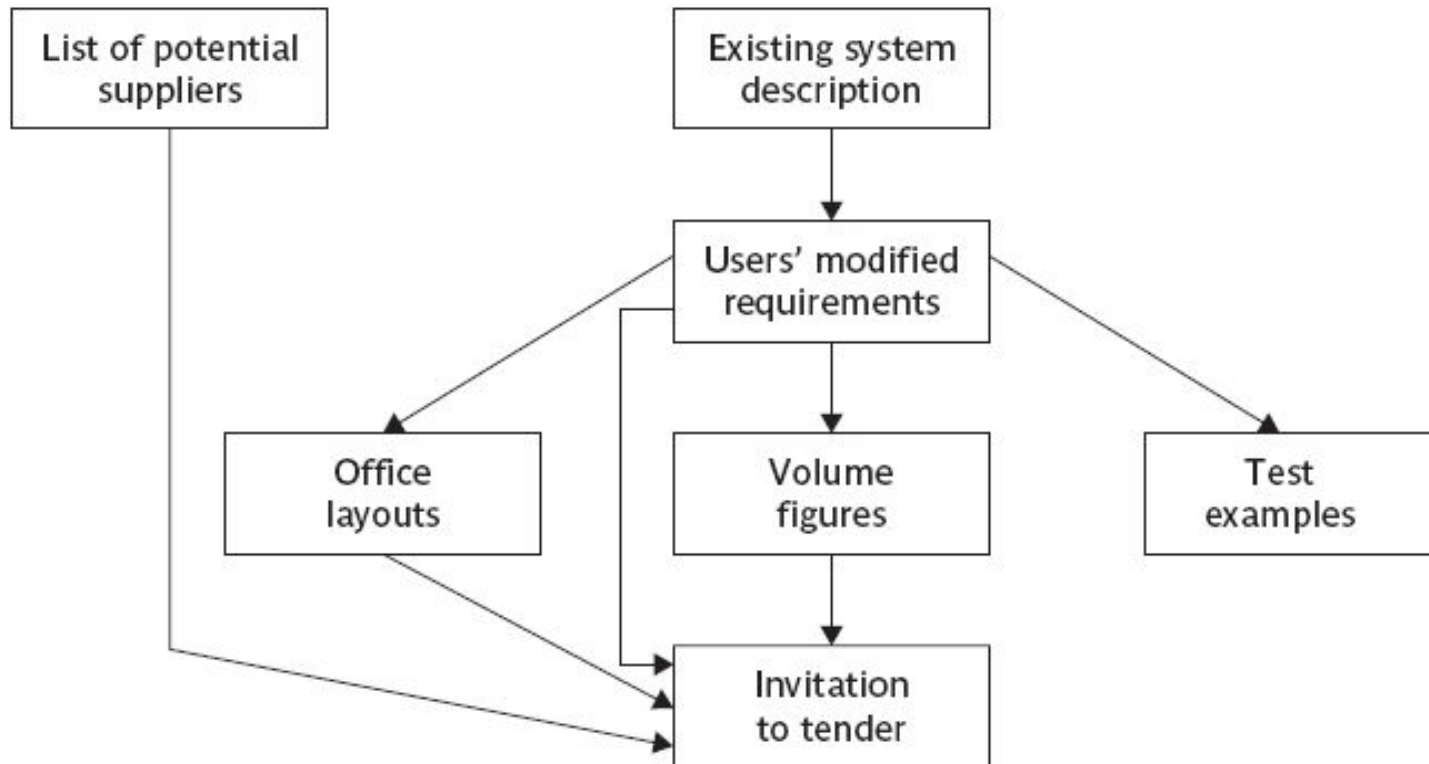 List of potential
suppliers
Existing system
description
Users’ modified
requirements
Office
layouts
Volume
figures
Test
examples
Invitation
to tender